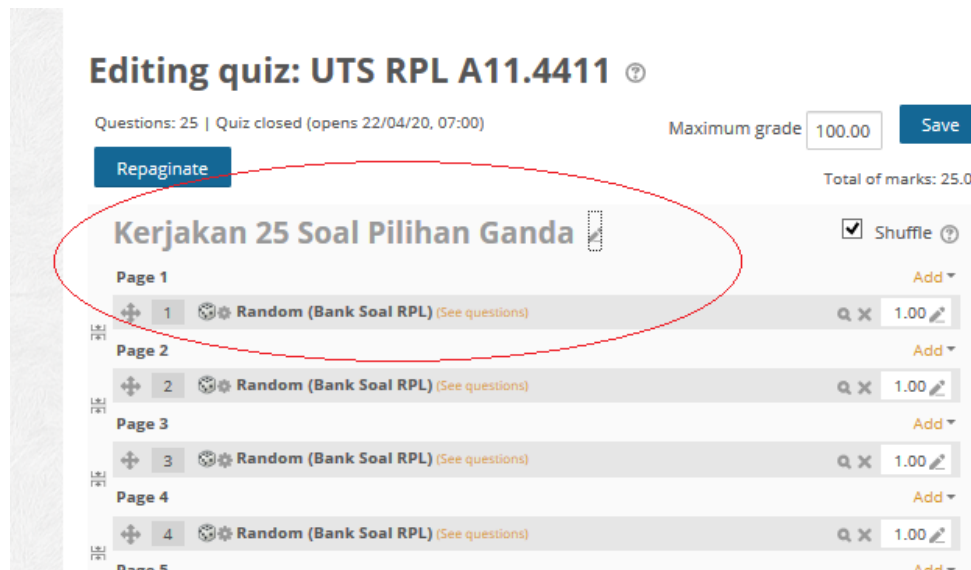 Editing quiz: UTS RPL A11.4411
Questions: 25 | Quiz closed (opens 22/04/20, 07:00)
Maximum grade 100.00 Save
Repaginate
Total of marks: 25.0
Kerjakan 25 Soal Pilihan Ganda
Shuffle
Page 1 Add
1 Random (Bank Soal RPL) (See questions) 1.00
Page 2 Add
2 Random (Bank Soal RPL) (See questions) 1.00
Page 3 Add
3 Random (Bank Soal RPL) (See questions) 1.00
Page 4 Add
4 Random (Bank Soal RPL) (See questions) 1.00
Page 5 Add